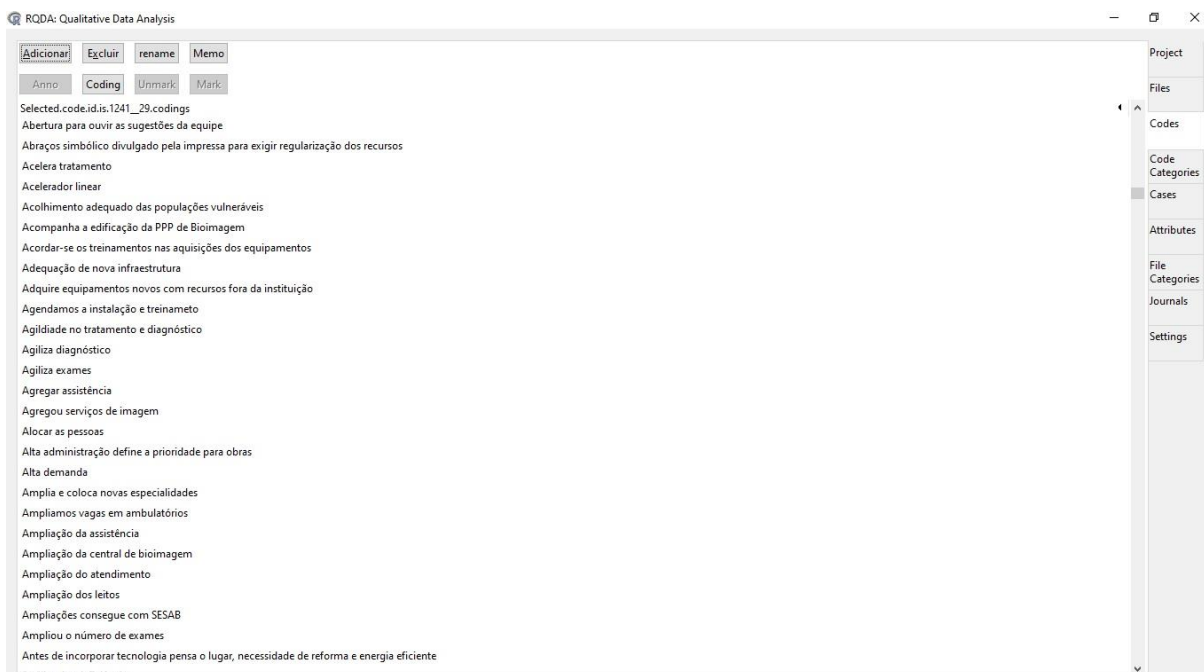 RQDA: Qualitative Data Analysis
Adicionar Excluir rename Memo
Anno Coding Unmark Mark
Selected.code.id.is.1241__29.codings
Abertura para ouvir as sugestões da equipe
Abraços simbólico divulgado pela impressa para exigir regularização dos recursos
Acelera tratamento
Acelerador linear
Acolhimento adequado das populações vulneráveis
Acompanha a edificação da PPP de Bioimagem
Acordar-se os treinamentos nas aquisições dos equipamentos
Adequação de nova infraestrutura
Adquire equipamentos novos com recursos fora da instituição
Agendamos a instalação e treinameto
Agildiade no tratamento e diagnóstico
Agiliza diagnóstico
Agiliza exames
Agregar assistência
Agregou serviços de imagem
Alocar as pessoas
Alta administração define a prioridade para obras
Alta demanda
Amplia e coloca novas especialidades
Ampliamos vagas em ambulatórios
Ampliação da assistência
Ampliação da central de bioimagem
Ampliação do atendimento
Ampliação dos leitos
Ampliações consegue com SESAB
Ampliou o número de exames
Antes de incorporar tecnologia pensa o lugar, necessidade de reforma e energia eficiente
Project
Files
Codes
Code
Categories
Cases
Attributes
File
Categories
Journals
Settings